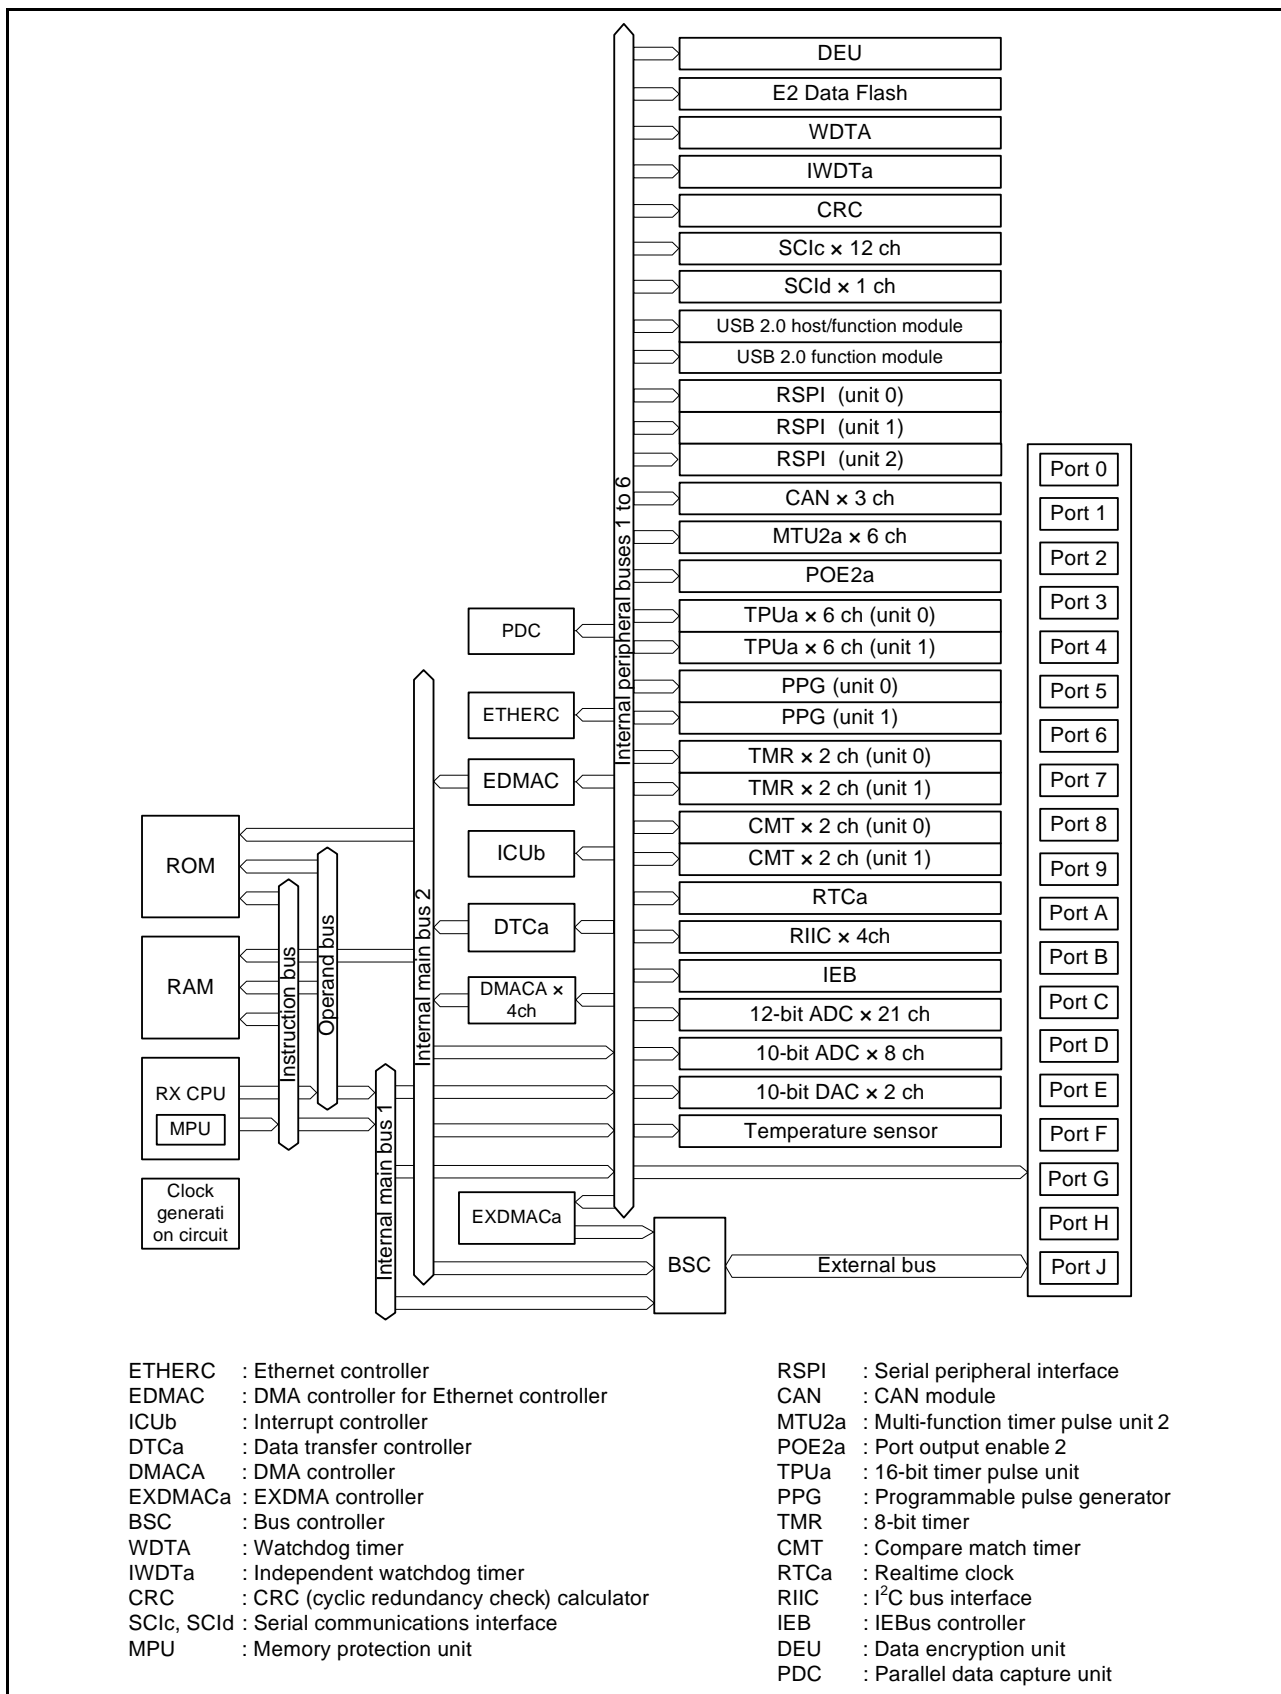 DEU
E2 Data Flash
WDTA
IWDTa
CRC
SCIc × 12 ch
SCId × 1 ch
USB 2.0 host/function module
USB 2.0 function module
RSPI (unit 0)
RSPI (unit 1)
RSPI (unit 2)
CAN × 3 ch
MTU2a × 6 ch
POE2a
TPUa × 6 ch (unit 0)
TPUa × 6 ch (unit 1)
PPG (unit 0)
PPG (unit 1)
TMR × 2 ch (unit 0)
TMR × 2 ch (unit 1)
CMT × 2 ch (unit 0)
CMT × 2 ch (unit 1)
RTCa
RIIC × 4ch
IEB
12-bit ADC × 21 ch
10-bit ADC × 8 ch
10-bit DAC × 2 ch
Temperature sensor
Port 0
Port 1
Port 2
Port 3
Port 4
Port 5
Port 6
Port 7
Port 8
Port 9
Port A
Port B
Port C
Port D
Port E
Port F
Port G
Port H
Port J
Internal peripheral buses 1 to 6
PDC
ETHERC
EDMAC
ICUb
DTCa
DMACA ×
4ch
EXDMACa
BSC
External bus
Internal main bus 2
Internal main bus 1
Operand bus
Instruction bus
ROM
RAM
RX CPU
MPU
Clock
generati
on circuit
ETHERC : Ethernet controller
EDMAC : DMA controller for Ethernet controller
ICUb : Interrupt controller
DTCa : Data transfer controller
DMACA : DMA controller
EXDMACa : EXDMA controller
BSC : Bus controller
WDTA : Watchdog timer
IWDTa : Independent watchdog timer
CRC : CRC (cyclic redundancy check) calculator
SCIc, SCId : Serial communications interface
MPU : Memory protection unit
RSPI : Serial peripheral interface
CAN : CAN module
MTU2a : Multi-function timer pulse unit 2
POE2a : Port output enable 2
TPUa : 16-bit timer pulse unit
PPG : Programmable pulse generator
TMR : 8-bit timer
CMT : Compare match timer
RTCa : Realtime clock
RIIC : I²C bus interface
IEB : IEBus controller
DEU : Data encryption unit
PDC : Parallel data capture unit